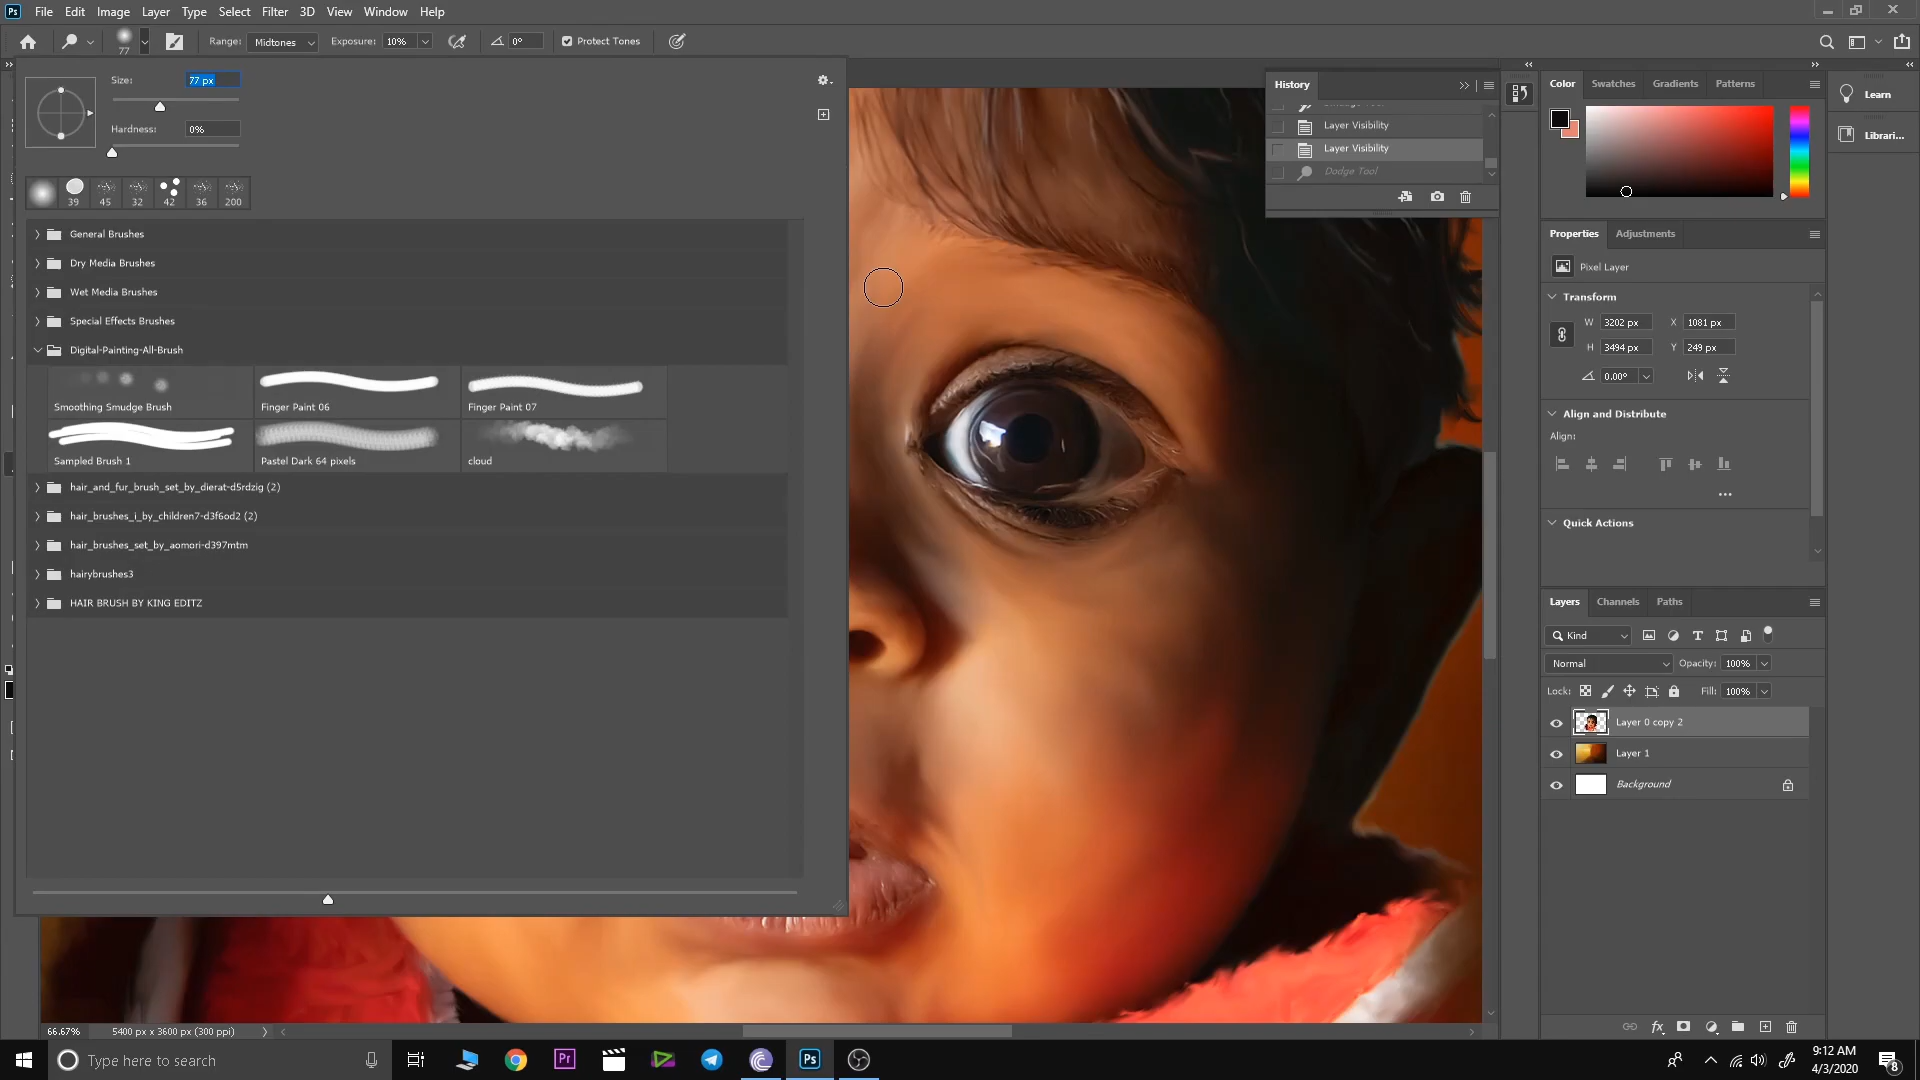 Ps File Edit Image Layer Type Select Filter 3D View Window Help
77 Range: Midtones Exposure: 10% 0° Protect Tones
Size: 77 px
Hardness: 0%
39 45 32 42 36 200
General Brushes
Dry Media Brushes
Wet Media Brushes
Special Effects Brushes
Digital-Painting-All-Brush
Smoothing Smudge Brush Finger Paint 06 Finger Paint 07
Sampled Brush 1 Pastel Dark 64 pixels cloud
hair_and_fur_brush_set_by_dierat-d5rdzig (2)
hair_brushes_i_by_children7-d3f6od2 (2)
hair_brushes_set_by_aomori-d397mtm
hairybrushes3
HAIR BRUSH BY KING EDITZ
History
Layer Visibility
Layer Visibility
Dodge Tool
Color Swatches Gradients Patterns
Learn
Librari...
Properties Adjustments
Pixel Layer
Transform
W 3202 px X 1081 px
H 3494 px Y 249 px
0.00°
Align and Distribute
Align:
Quick Actions
Layers Channels Paths
Kind
Normal Opacity: 100%
Lock: Fill: 100%
Layer 0 copy 2
Layer 1
Background
fx
66.67% 5400 px x 3600 px (300 ppi)
Type here to search
Pr Ps
9:12 AM
4/3/2020
8